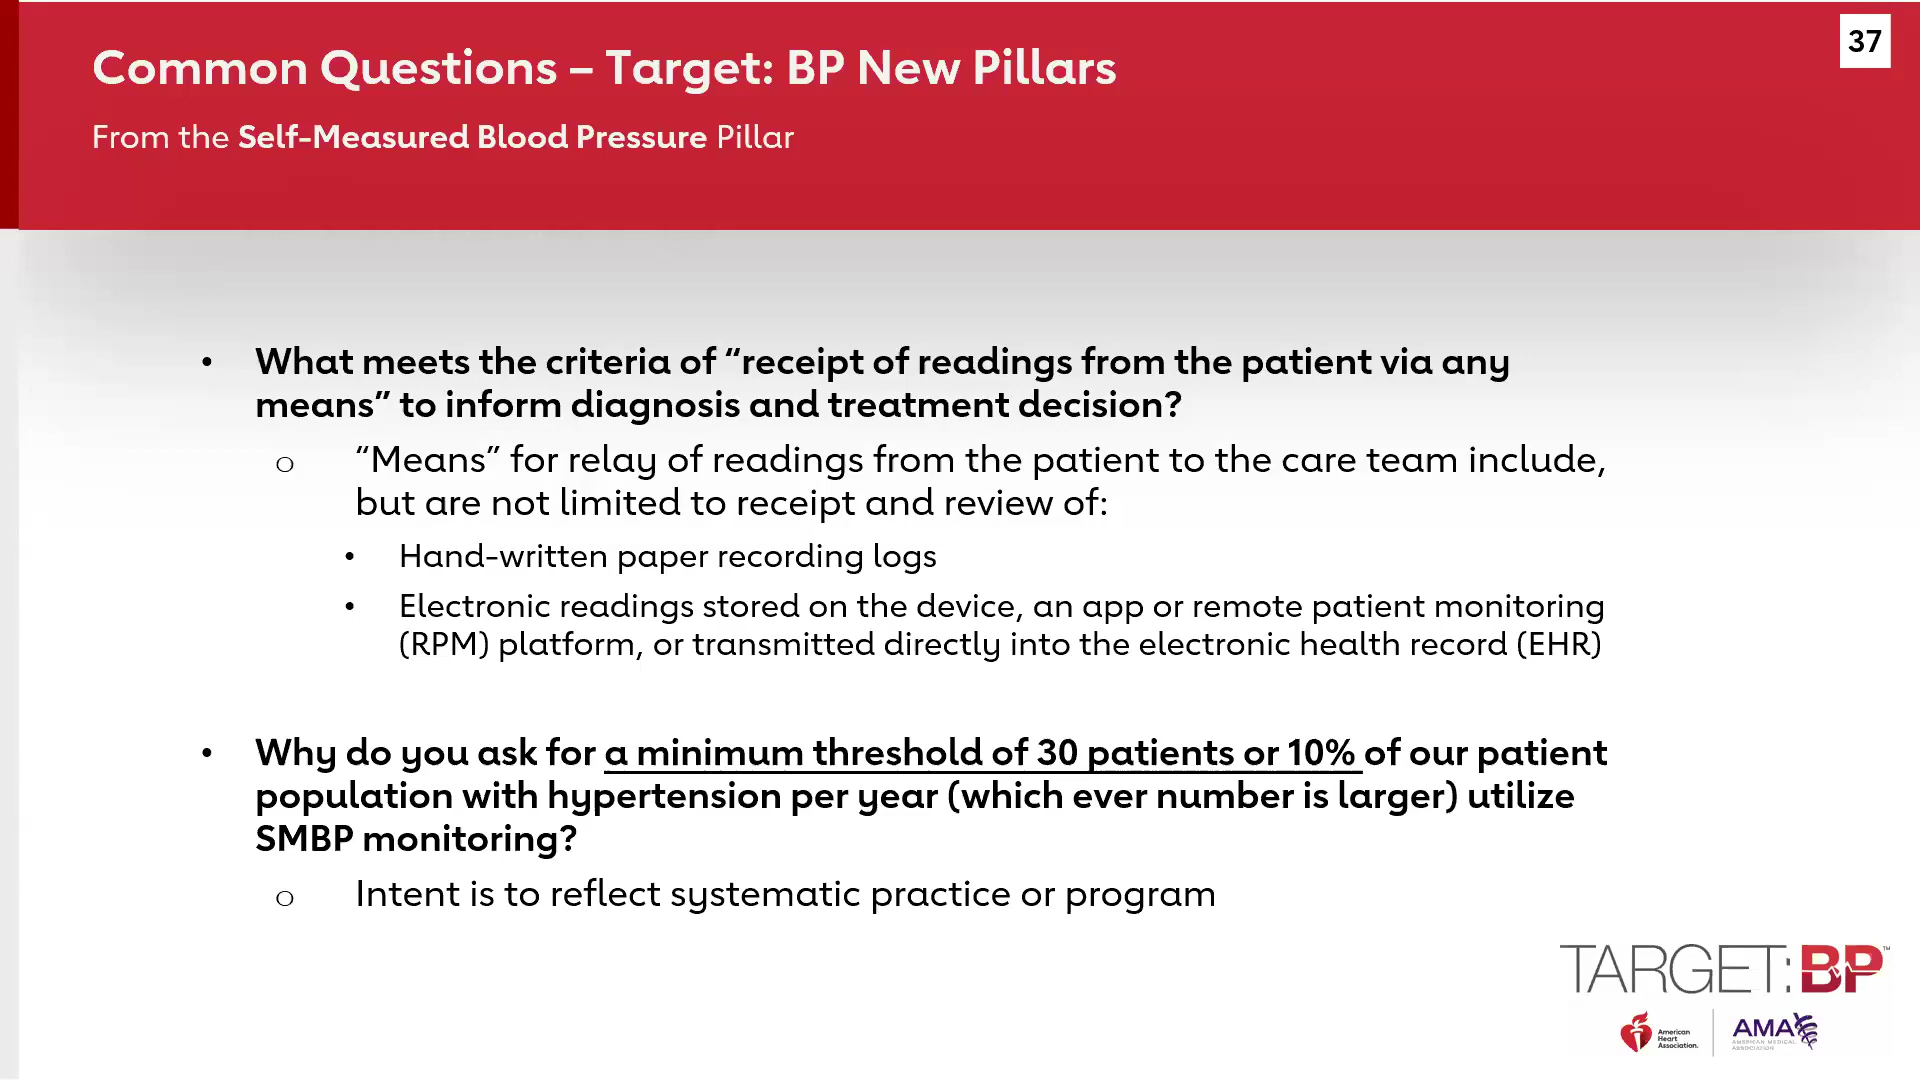 37
Common Questions – Target: BP New Pillars
From the Self-Measured Blood Pressure Pillar
• What meets the criteria of “receipt of readings from the patient via any
means” to inform diagnosis and treatment decision?
o “Means” for relay of readings from the patient to the care team include,
but are not limited to receipt and review of:
• Hand-written paper recording logs
• Electronic readings stored on the device, an app or remote patient monitoring
(RPM) platform, or transmitted directly into the electronic health record (EHR)
• Why do you ask for a minimum threshold of 30 patients or 10% of our patient
population with hypertension per year (which ever number is larger) utilize
SMBP monitoring?
o Intent is to reflect systematic practice or program
TARGET:BP™
American
Heart
Association.
AMA
AMERICAN MEDICAL
ASSOCIATION